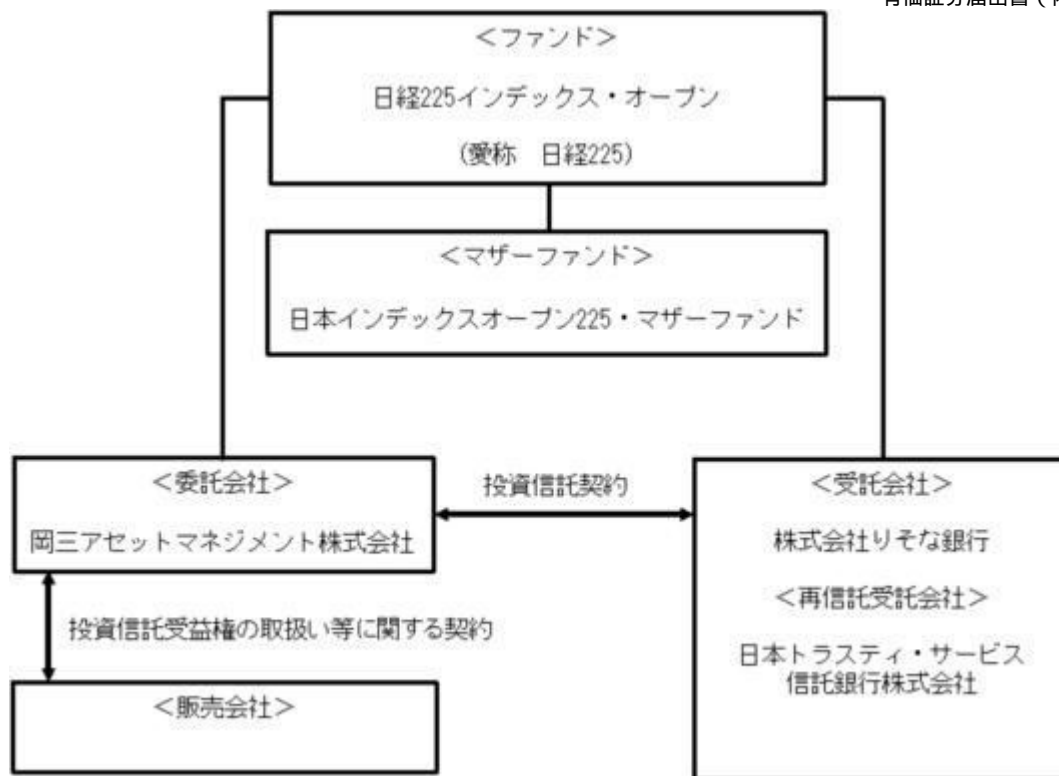 ＜ファンド＞
日経225インデックス・オープン
（愛称　日経225）
＜マザーファンド＞
日本インデックスオープン225・マザーファンド
＜委託会社＞
岡三アセットマネジメント株式会社
投資信託契約
＜受託会社＞
株式会社りそな銀行
＜再信託受託会社＞
日本トラスティ・サービス
信託銀行株式会社
投資信託受益権の取扱い等に関する契約
＜販売会社＞